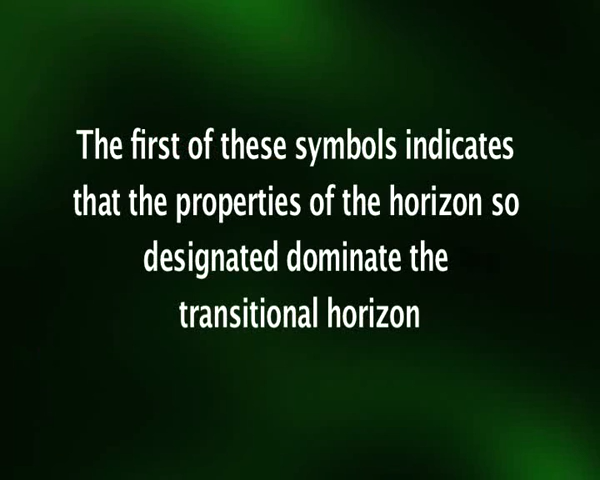 The first of these symbols indicates
that the properties of the horizon so
designated dominate the
transitional horizon